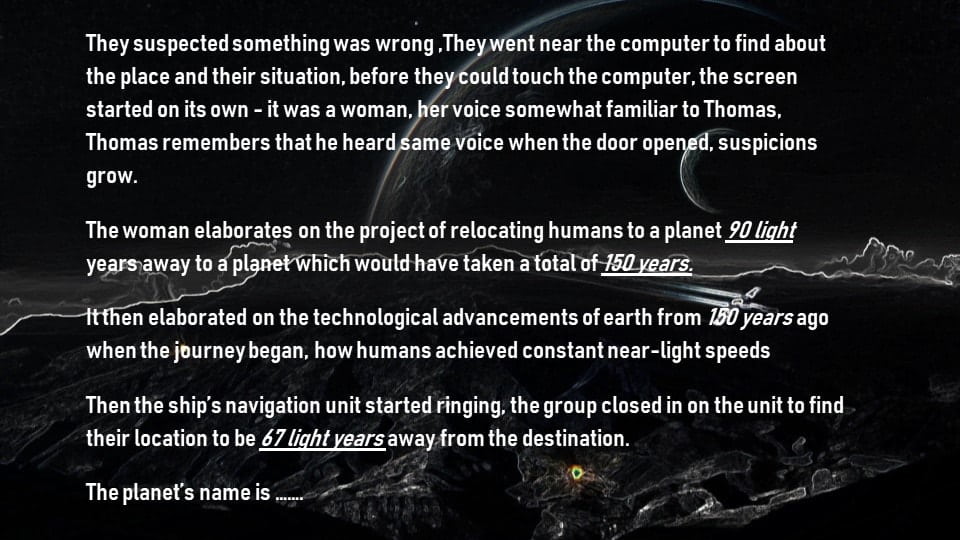 They suspected something was wrong ,They went near the computer to find about
the place and their situation, before they could touch the computer, the screen
started on its own - it was a woman, her voice somewhat familiar to Thomas,
Thomas remembers that he heard same voice when the door opened, suspicions
grow.
The woman elaborates on the project of relocating humans to a planet 90 light
years away to a planet which would have taken a total of 150 years.
It then elaborated on the technological advancements of earth from 150 years ago
when the journey began, how humans achieved constant near-light speeds
Then the ship's navigation unit started ringing, the group closed in on the unit to find
their location to be 67 light years away from the destination.
The planet's name is .......